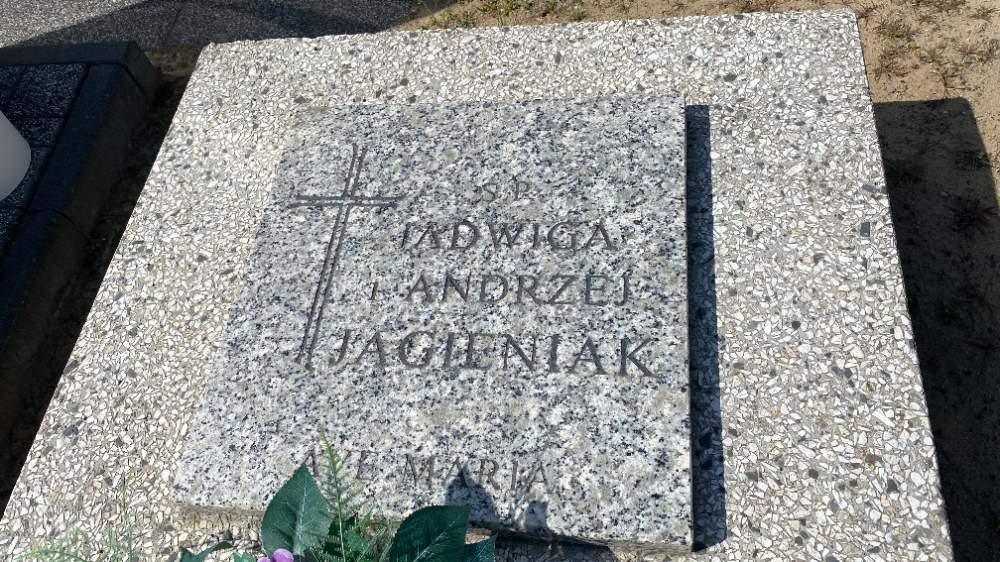 Ś.P.
JADWIGA
I ANDRZEJ
JAGIENIAK
AVE MARIA